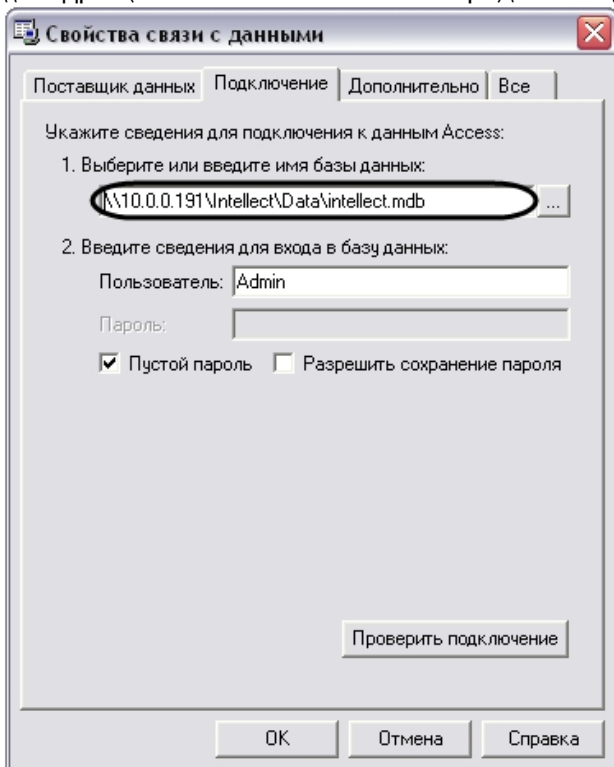 Свойства связи с данными
Поставщик данных Подключение Дополнительно Все
Укажите сведения для подключения к данным Access:
1. Выберите или введите имя базы данных:
\\10.0.0.191\Intellect\Data\intellect.mdb ...
2. Введите сведения для входа в базу данных:
Пользователь: Admin
Пароль:
Пустой пароль Разрешить сохранение пароля
Проверить подключение
ОК Отмена Справка